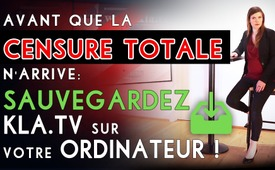 AVANT QUE LA
CENSURE TOTALE
N'ARRIVE:
SAUVEGARDEZ
KLA.TV SUR
VOTRE ORDINATEUR !